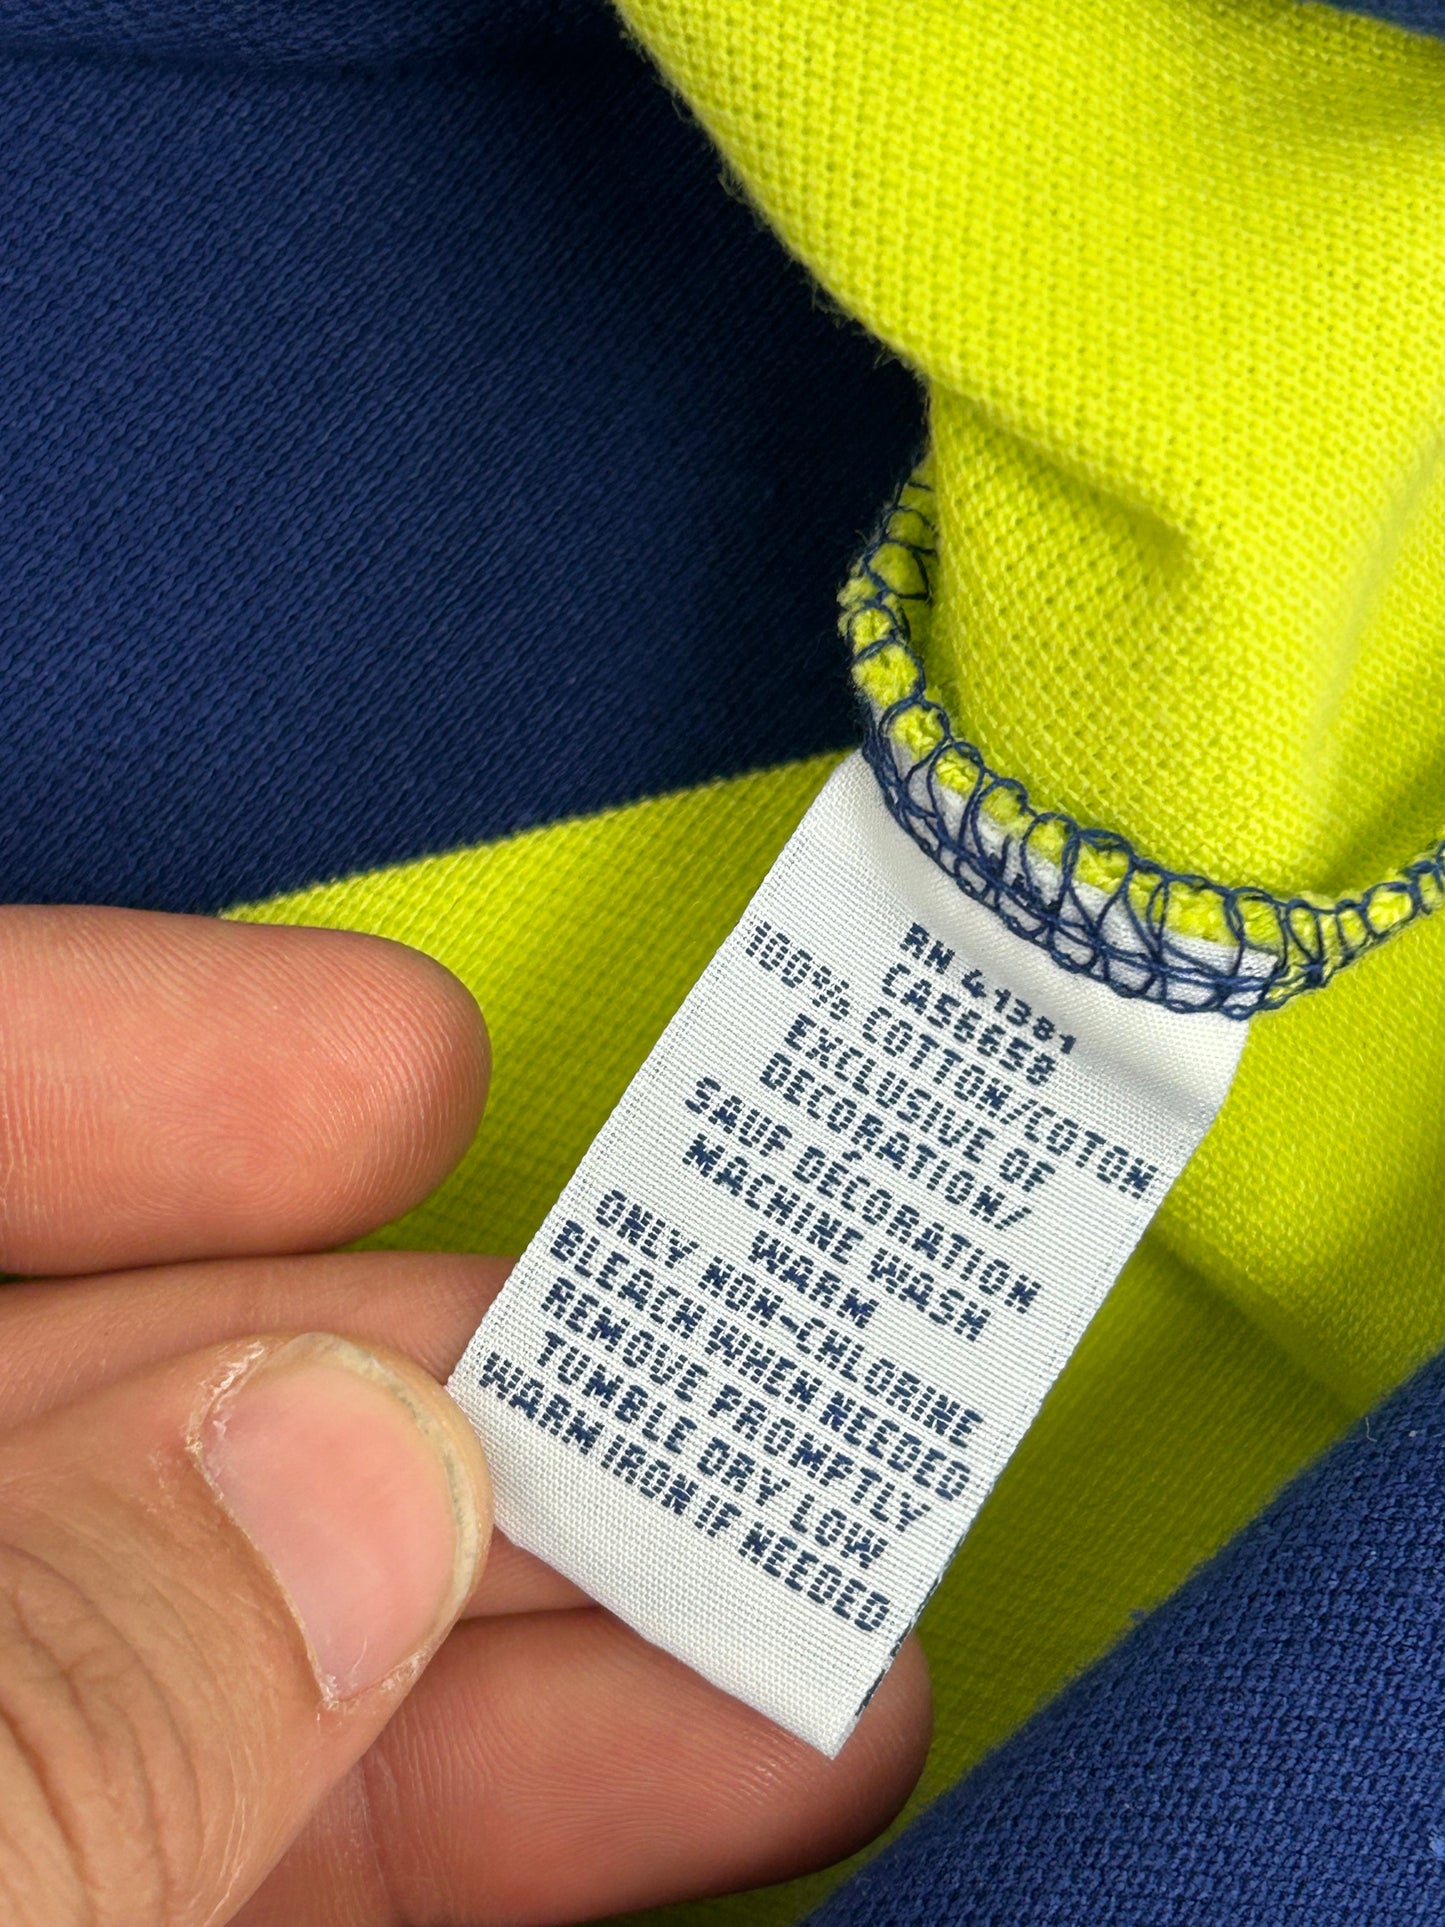 RN 41381
CA56658
100% COTTON/COTON
EXCLUSIVE OF
DECORATION/
SAUF DÉCORATION
MACHINE WASH
WARM
ONLY NON-CHLORINE
BLEACH WHEN NEEDED
REMOVE PROMPTLY
TUMBLE DRY LOW
WARM IRON IF NEEDED